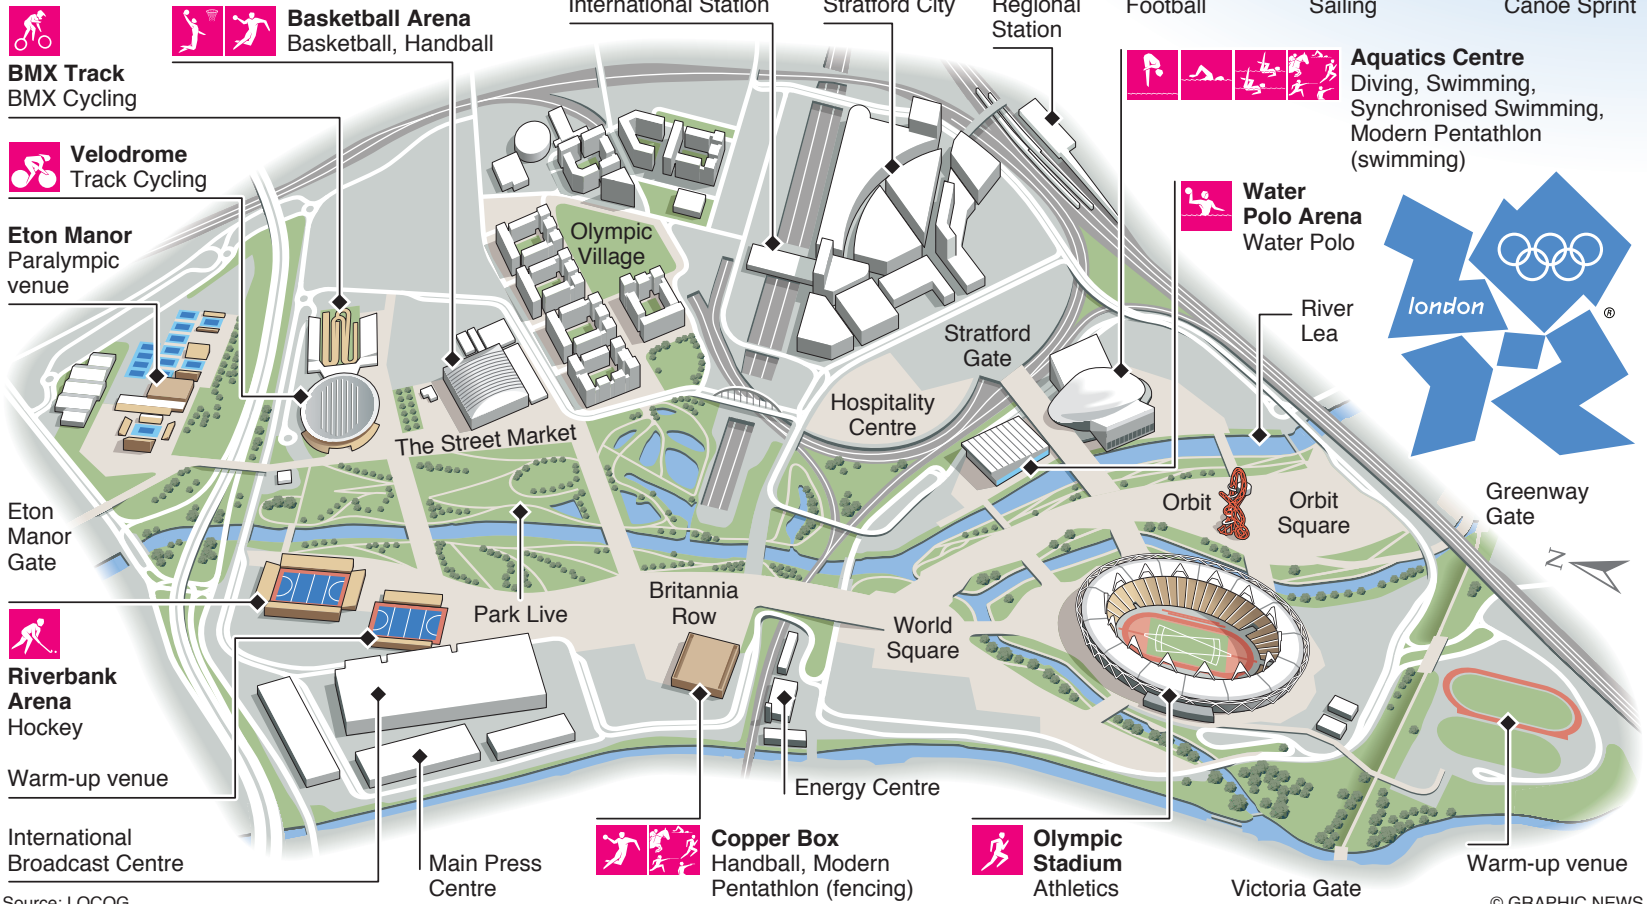 International Station
Stratford City
Regional
Station
Football
Sailing
Canoe Sprint
Basketball Arena
Basketball, Handball
BMX Track
BMX Cycling
Velodrome
Track Cycling
Eton Manor
Paralympic
venue
Aquatics Centre
Diving, Swimming,
Synchronised Swimming,
Modern Pentathlon
(swimming)
Water
Polo Arena
Water Polo
london
®
Olympic
Village
River
Lea
Stratford
Gate
Hospitality
Centre
The Street Market
Orbit
Orbit
Square
Greenway
Gate
N
Eton
Manor
Gate
Park Live
Britannia
Row
World
Square
Riverbank
Arena
Hockey
Warm-up venue
International
Broadcast Centre
Main Press
Centre
Energy Centre
Copper Box
Handball, Modern
Pentathlon (fencing)
Olympic
Stadium
Athletics
Victoria Gate
Warm-up venue
Source: LOCOG
© GRAPHIC NEWS